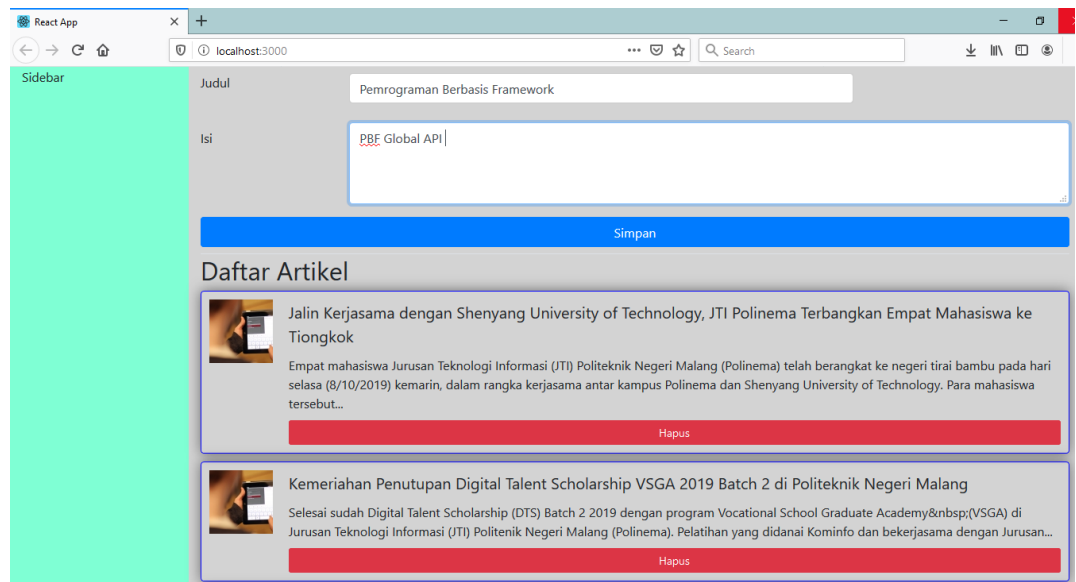 React App
localhost:3000
Search
Sidebar
Judul
Pemrograman Berbasis Framework
Isi
PBF Global API
Simpan
Daftar Artikel
Jalin Kerjasama dengan Shenyang University of Technology, JTI Polinema Terbangkan Empat Mahasiswa ke
Tiongkok
Empat mahasiswa Jurusan Teknologi Informasi (JTI) Politeknik Negeri Malang (Polinema) telah berangkat ke negeri tirai bambu pada hari
selasa (8/10/2019) kemarin, dalam rangka kerjasama antar kampus Polinema dan Shenyang University of Technology. Para mahasiswa
tersebut...
Hapus
Kemeriahan Penutupan Digital Talent Scholarship VSGA 2019 Batch 2 di Politeknik Negeri Malang
Selesai sudah Digital Talent Scholarship (DTS) Batch 2 2019 dengan program Vocational School Graduate Academy&nbsp;(VSGA) di
Jurusan Teknologi Informasi (JTI) Politenik Negeri Malang (Polinema). Pelatihan yang didanai Kominfo dan bekerjasama dengan Jurusan...
Hapus